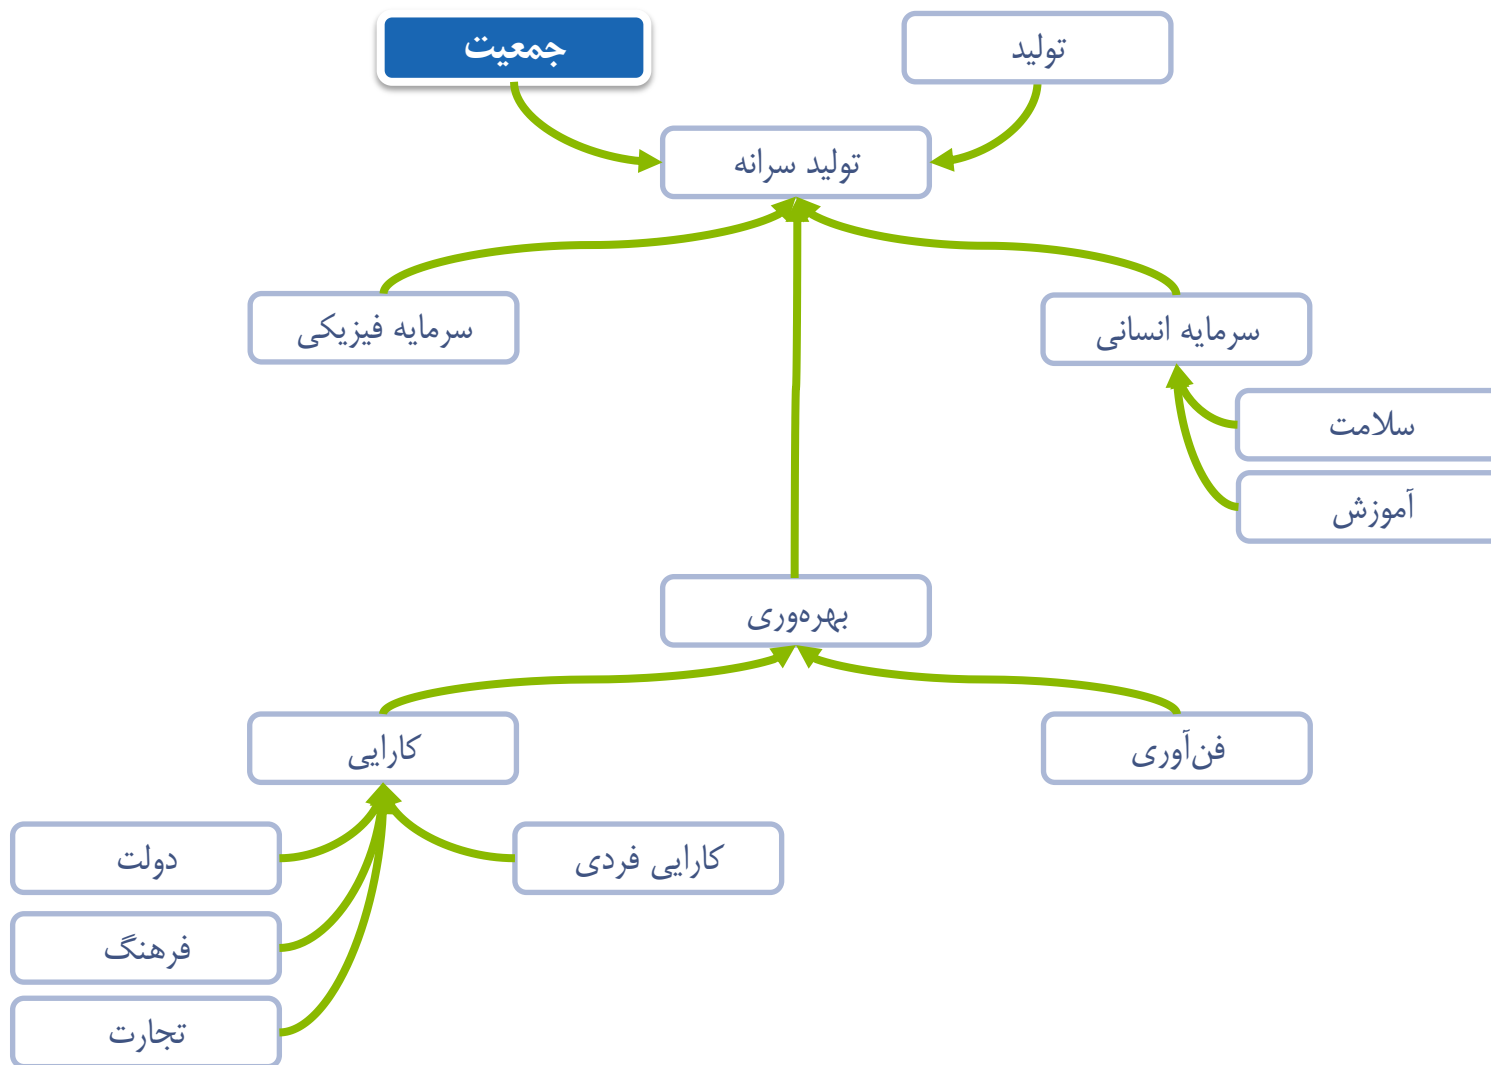 تولید
جمعیت
تولید سرانه
سرمایه انسانی
سرمایه فیزیکی
سلامت
آموزش
بهره‌وری
فن‌آوری
کارایی
کارایی فردی
دولت
فرهنگ
تجارت